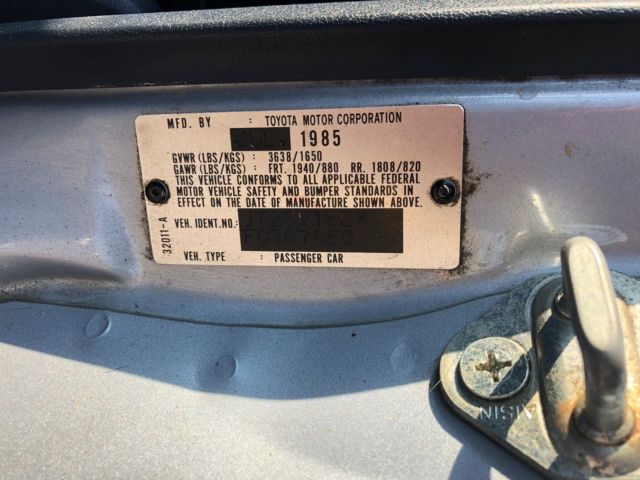 MFD. BY : TOYOTA MOTOR CORPORATION
1985
GVWR (LBS/KGS) : 3638/1650
GAWR (LBS/KGS) : FRT. 1940/880 RR. 1808/820
THIS VEHICLE CONFORMS TO ALL APPLICABLE FEDERAL
MOTOR VEHICLE SAFETY AND BUMPER STANDARDS IN
EFFECT ON THE DATE OF MANUFACTURE SHOWN ABOVE.
VEH. IDENT.NO.
VEH. TYPE : PASSENGER CAR
32011-A
AISIN